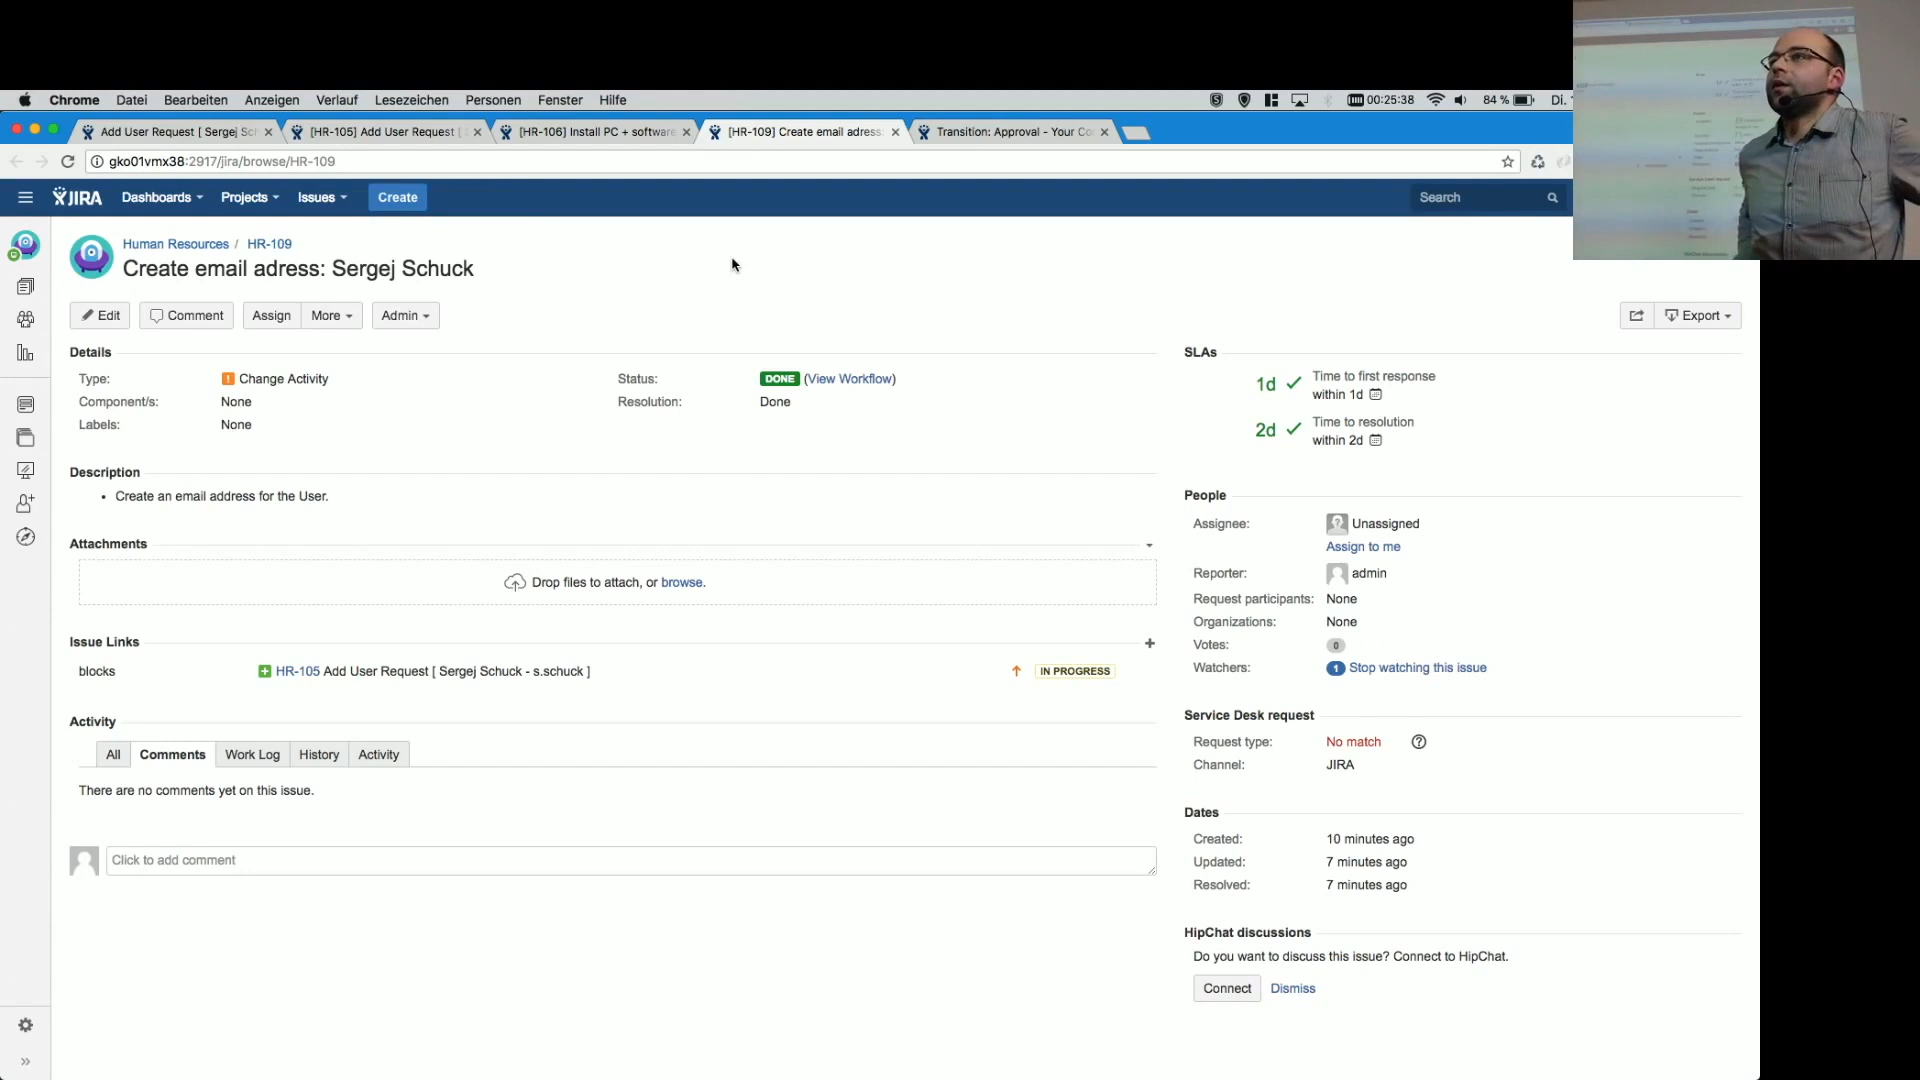 Chrome Datei Bearbeiten Anzeigen Verlauf Lesezeichen Personen Fenster Hilfe 00:25:38 84 % Di.
Add User Request [ Sergej Sch [HR-105] Add User Request [ [HR-106] Install PC + software [HR-109] Create email adress: Transition: Approval - Your Co
gko01vmx38:2917/jira/browse/HR-109
JIRA Dashboards Projects Issues Create Search
Human Resources / HR-109
Create email adress: Sergej Schuck
Edit Comment Assign More Admin Export
Details
Type: Change Activity Status: DONE (View Workflow)
Component/s: None Resolution: Done
Labels: None
Description
• Create an email address for the User.
Attachments
Drop files to attach, or browse.
Issue Links
blocks HR-105 Add User Request [ Sergej Schuck - s.schuck ] IN PROGRESS
Activity
All Comments Work Log History Activity
There are no comments yet on this issue.
Click to add comment
SLAs
1d Time to first response
within 1d
2d Time to resolution
within 2d
People
Assignee: Unassigned
Assign to me
Reporter: admin
Request participants: None
Organizations: None
Votes: 0
Watchers: 1 Stop watching this issue
Service Desk request
Request type: No match
Channel: JIRA
Dates
Created: 10 minutes ago
Updated: 7 minutes ago
Resolved: 7 minutes ago
HipChat discussions
Do you want to discuss this issue? Connect to HipChat.
Connect Dismiss